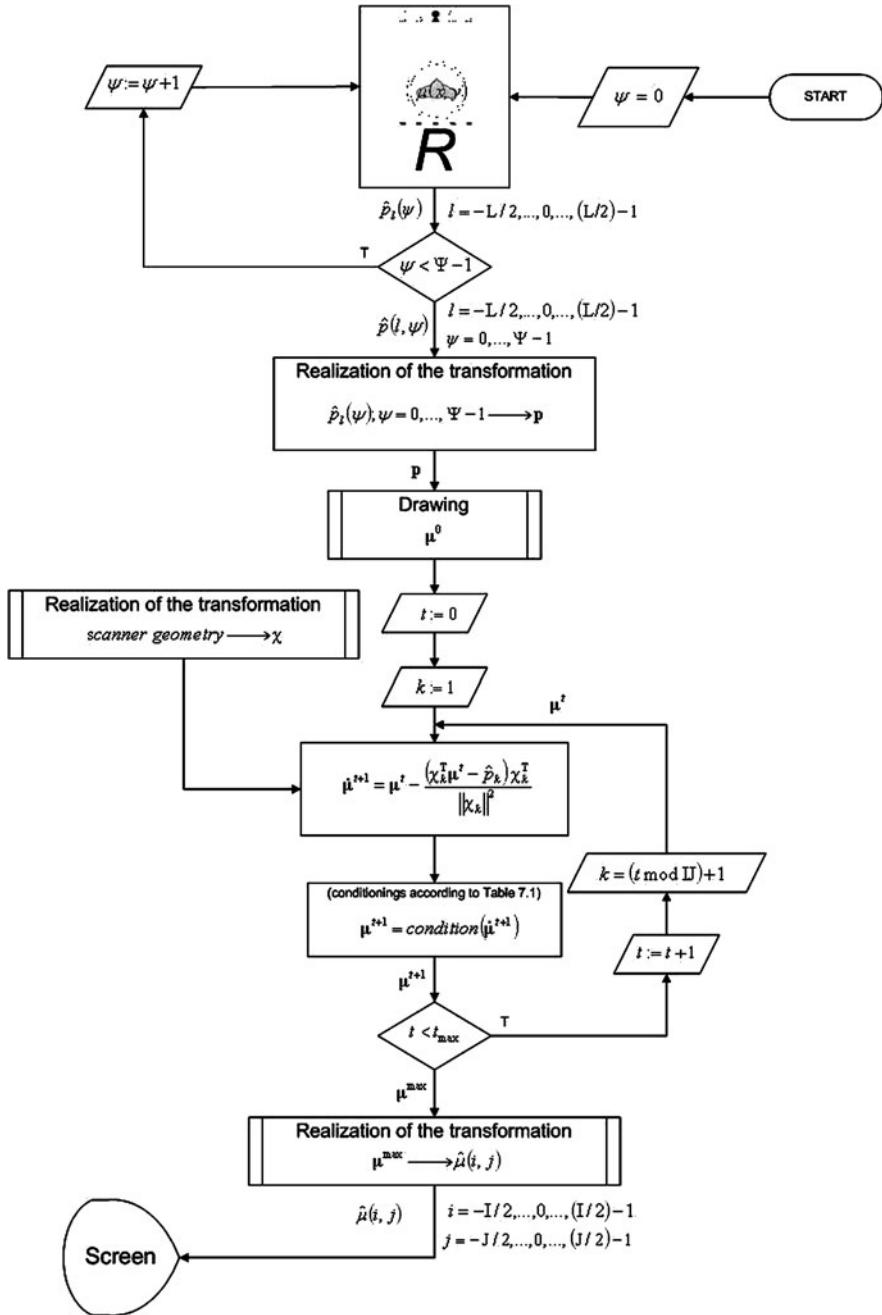 START
ψ = 0
ψ := ψ+1
μ(x, y)
R
p̂_l(ψ) l = −L/2,...,0,...,(L/2)−1
T
ψ < Ψ−1
p̂(l, ψ) l = −L/2,...,0,...,(L/2)−1
ψ = 0,...,Ψ−1
Realization of the transformation
p̂_l(ψ); ψ = 0,..., Ψ−1 ⟶ p
p
Drawing
μ^0
Realization of the transformation
scanner geometry ⟶ χ
t := 0
k := 1
μ^t
μ̇^{t+1} = μ^t − (χ_k^T μ^t − p̂_k) χ_k^T / ‖χ_k‖^2
k = (t mod IJ)+1
(conditionings according to Table 7.1)
μ^{t+1} = condition(μ̇^{t+1})
t := t+1
μ^{t+1}
t < t_max
T
μ^max
Realization of the transformation
μ^max ⟶ μ̂(i, j)
μ̂(i, j) i = −I/2,...,0,...,(I/2)−1
j = −J/2,...,0,...,(J/2)−1
Screen